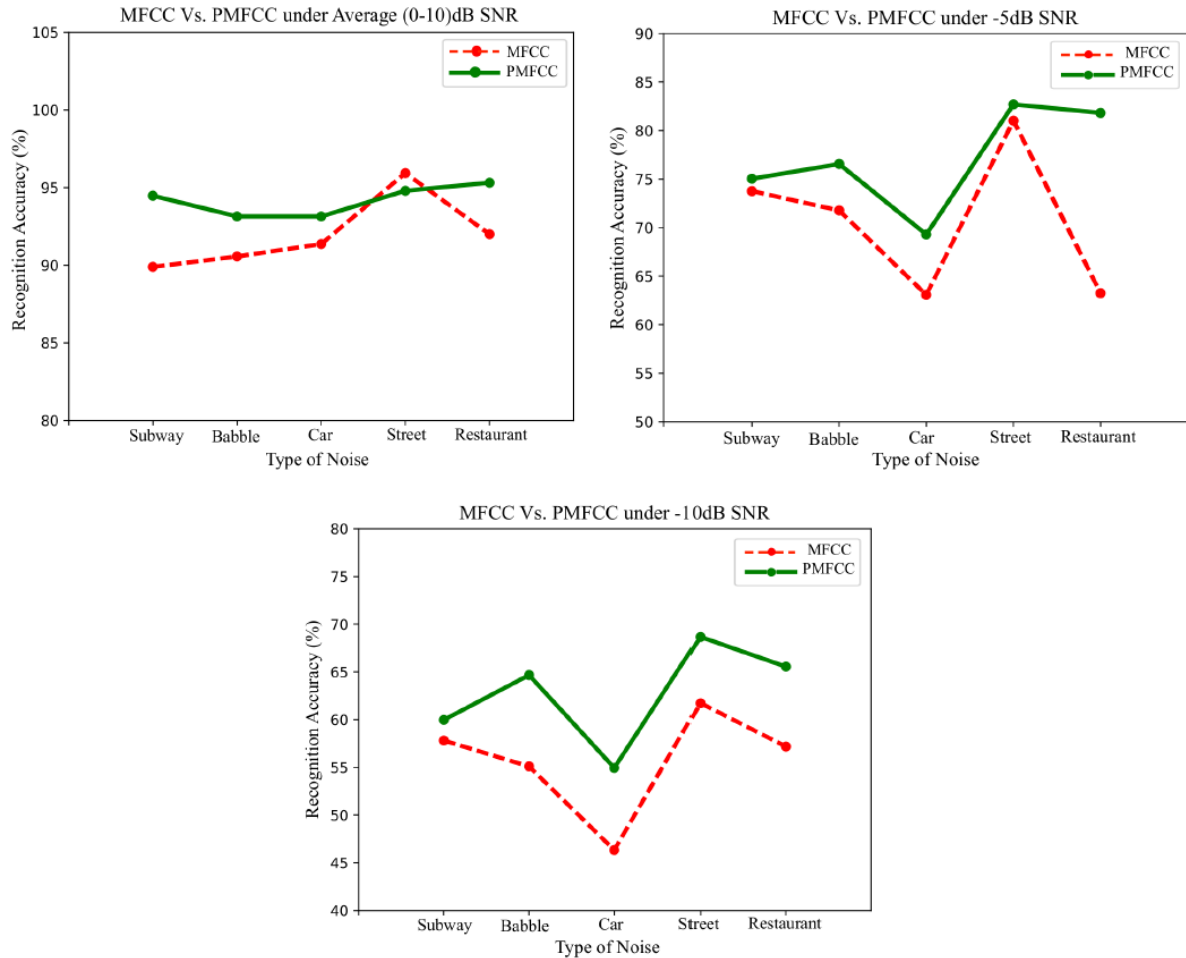 MFCC Vs. PMFCC under Average (0-10)dB SNR
105
100
95
90
85
80
Recognition Accuracy (%)
MFCC
PMFCC
Subway Babble Car Street Restaurant
Type of Noise
MFCC Vs. PMFCC under -5dB SNR
90
85
80
75
70
65
60
55
50
Recognition Accuracy (%)
MFCC
PMFCC
Subway Babble Car Street Restaurant
Type of Noise
MFCC Vs. PMFCC under -10dB SNR
80
75
70
65
60
55
50
45
40
Recognition Accuracy (%)
MFCC
PMFCC
Subway Babble Car Street Restaurant
Type of Noise